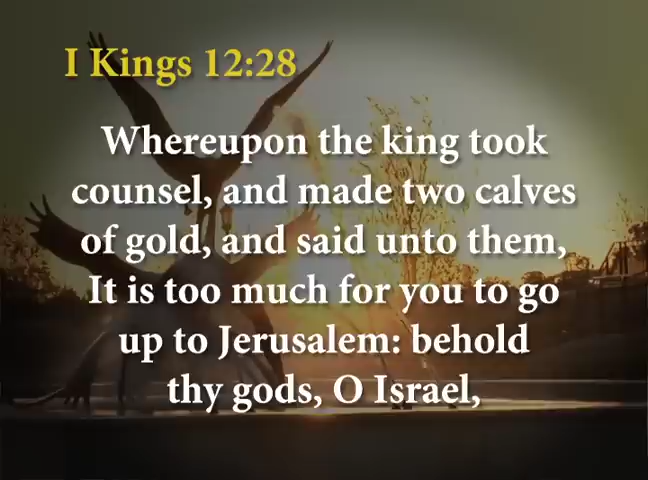 I Kings 12:28
Whereupon the king took
counsel, and made two calves
of gold, and said unto them,
It is too much for you to go
up to Jerusalem: behold
thy gods, O Israel,